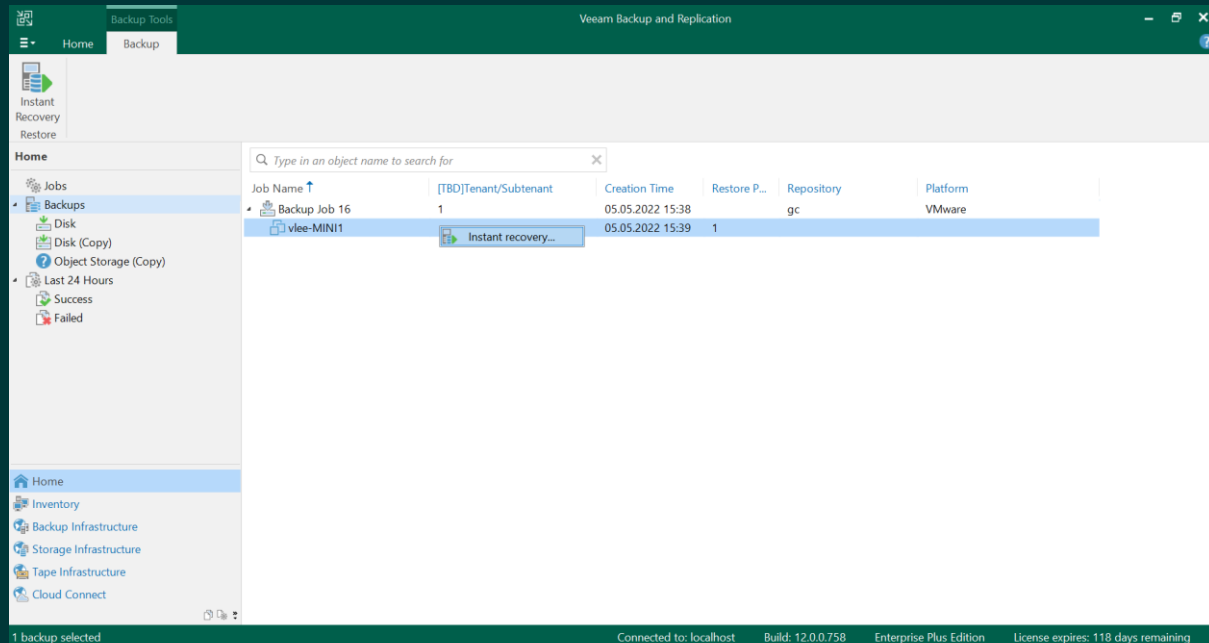 Backup Tools
Veeam Backup and Replication
Home Backup
Instant
Recovery
Restore
Home
Type in an object name to search for
Jobs
Backups
Disk
Disk (Copy)
Object Storage (Copy)
Last 24 Hours
Success
Failed
Job Name [TBD]Tenant/Subtenant Creation Time Restore P... Repository Platform
Backup Job 16 1 05.05.2022 15:38 gc VMware
vlee-MINI1 05.05.2022 15:39 1
Instant recovery...
Home
Inventory
Backup Infrastructure
Storage Infrastructure
Tape Infrastructure
Cloud Connect
1 backup selected Connected to: localhost Build: 12.0.0.758 Enterprise Plus Edition License expires: 118 days remaining